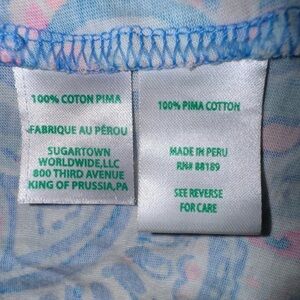 100% COTON PIMA
FABRIQUE AU PÉROU
SUGARTOWN
WORLDWIDE,LLC
800 THIRD AVENUE
KING OF PRUSSIA,PA
100% PIMA COTTON
MADE IN PERU
RN# 88189
SEE REVERSE
FOR CARE